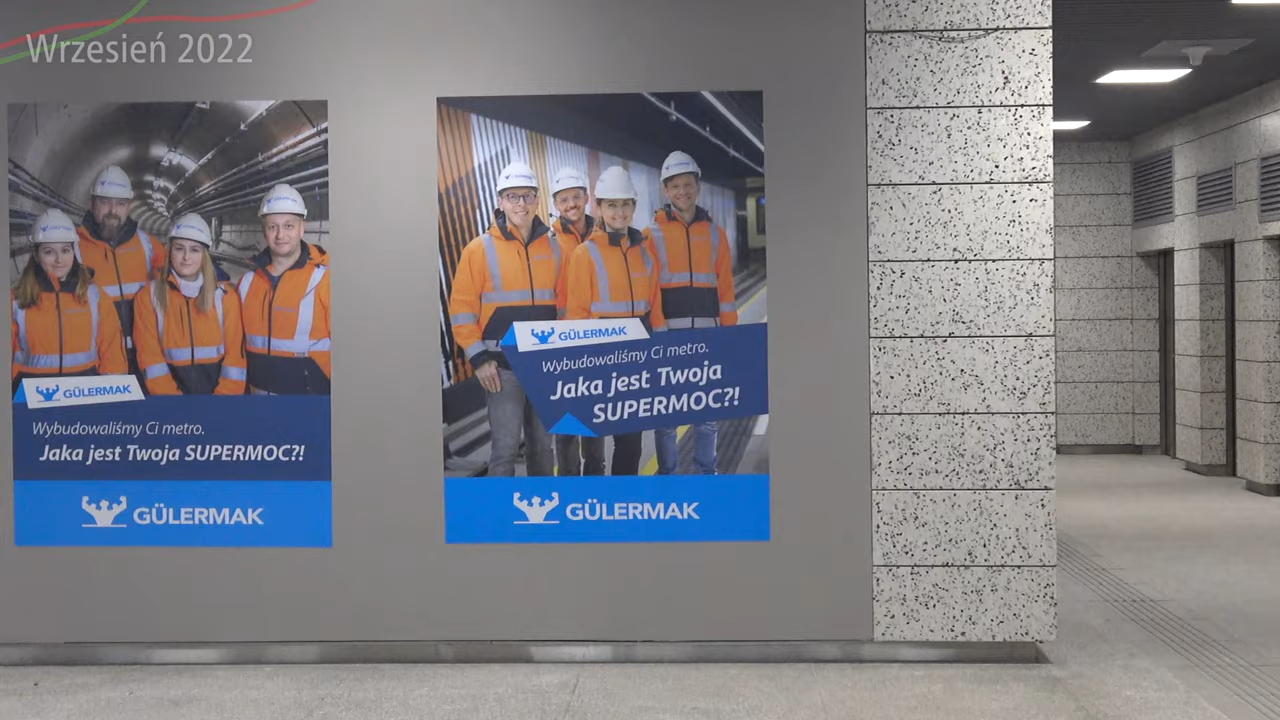 Wrzesień 2022
GÜLERMAK
Wybudowaliśmy Ci metro.
Jaka jest Twoja SUPERMOC?!
GÜLERMAK
GÜLERMAK
Wybudowaliśmy Ci metro.
Jaka jest Twoja
SUPERMOC?!
GÜLERMAK